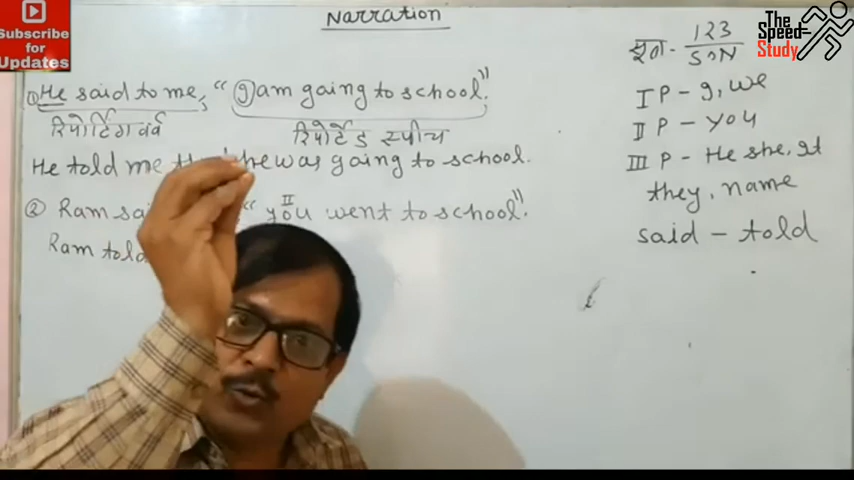 Subscribe
for
Updates
The
Speed-
Study
Narration
① He said to me, "I am going to school."
रिपोर्टिंग वर्ब
रिपोर्टेड स्पीच
He told me he was going to school.
② Ram "you went to school".
II
Ram told
सूत्र - 123
SON
I P - I, we
II P - you
III P - He she, It
they, name
said - told